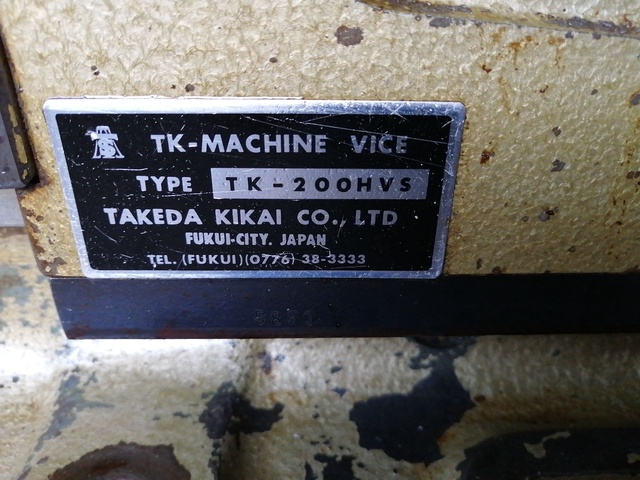 TK-MACHINE VICE
TYPE TK-200HVS
TAKEDA KIKAI CO., LTD
FUKUI-CITY. JAPAN
TEL. (FUKUI)(0776) 38-3333